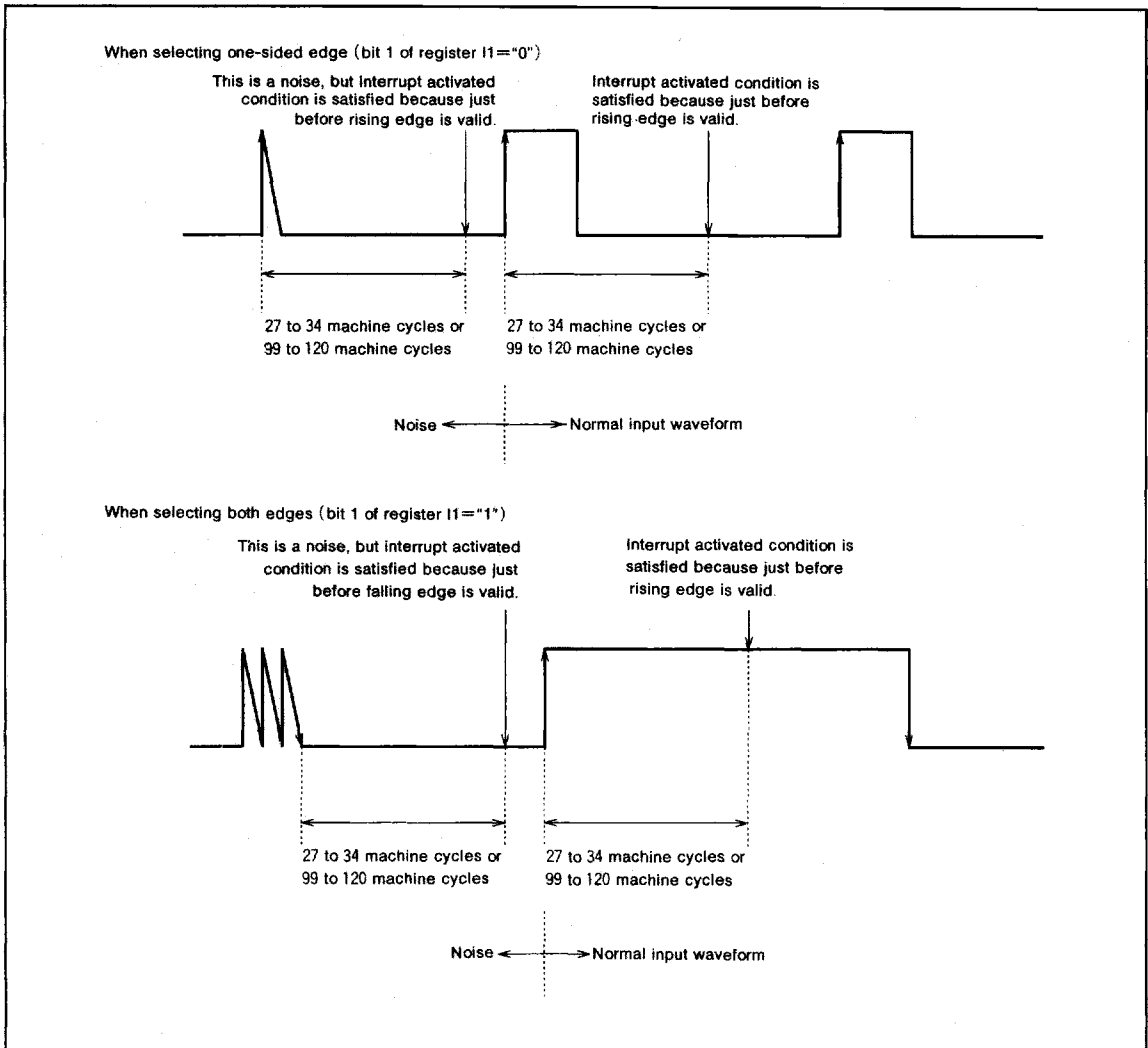 When selecting one-sided edge (bit 1 of register I1="0")
This is a noise, but interrupt activated
condition is satisfied because just
before rising edge is valid.
Interrupt activated condition is
satisfied because just before
rising edge is valid.
27 to 34 machine cycles or
99 to 120 machine cycles
27 to 34 machine cycles or
99 to 120 machine cycles
Noise
Normal input waveform
When selecting both edges (bit 1 of register I1="1")
This is a noise, but interrupt activated
condition is satisfied because just
before falling edge is valid.
Interrupt activated condition is
satisfied because just before
rising edge is valid.
27 to 34 machine cycles or
99 to 120 machine cycles
27 to 34 machine cycles or
99 to 120 machine cycles
Noise
Normal input waveform